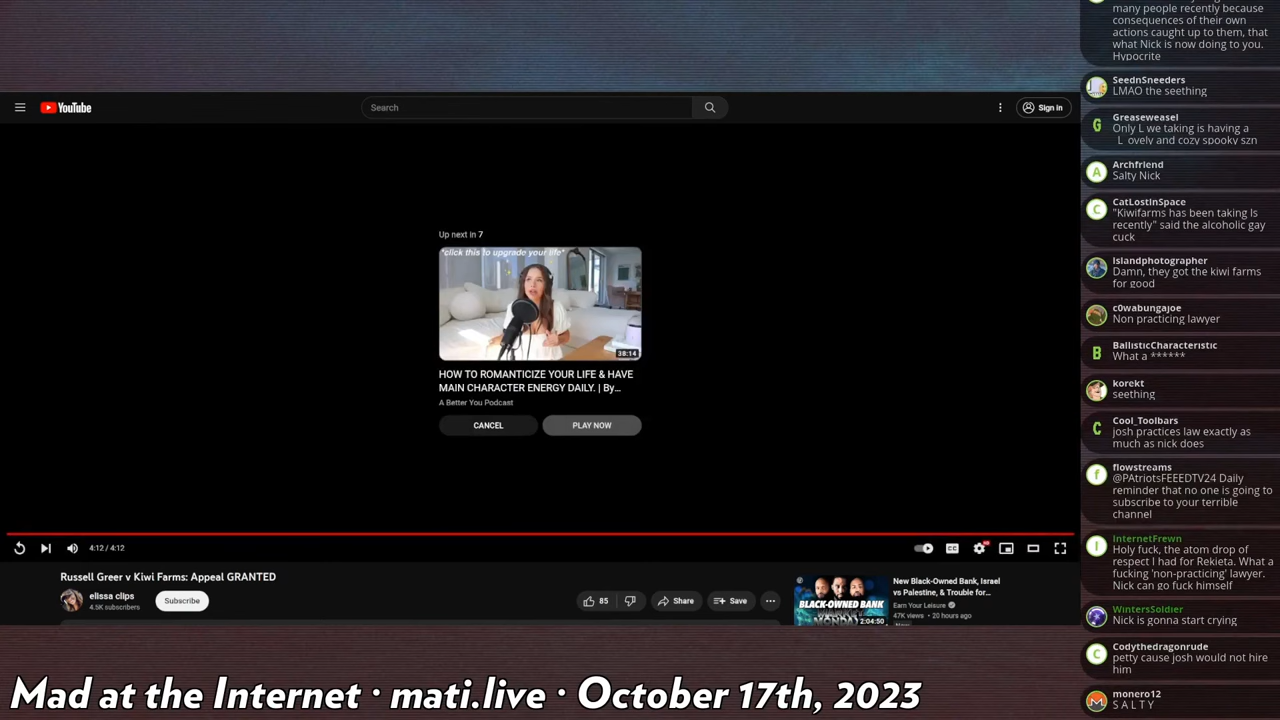 YouTube
Search
Sign in
Up next in 7
*click this to upgrade your life*
38:14
HOW TO ROMANTICIZE YOUR LIFE & HAVE
MAIN CHARACTER ENERGY DAILY. | By...
A Better You Podcast
CANCEL
PLAY NOW
4:12 / 4:12
CC
HD
Russell Greer v Kiwi Farms: Appeal GRANTED
elissa clips
4.5K subscribers
Subscribe
85
Share
Save
BLACK-OWNED BANK
2:04:50
New Black-Owned Bank, Israel
vs Palestine, & Trouble for...
Earn Your Leisure
47K views • 20 hours ago
New
Mad at the Internet · mati.live · October 17th, 2023
many people recently because
consequences of their own
actions caught up to them, that
what Nick is now doing to you.
Hypocrite
SeednSneeders
LMAO the seething
G
Greaseweasel
Only L we taking is having a
L ovely and cozy spooky szn
A
Archfriend
Salty Nick
C
CatLostInSpace
"Kiwifarms has been taking ls
recently" said the alcoholic gay
cuck
Islandphotographer
Damn, they got the kiwi farms
for good
c0wabungajoe
Non practicing lawyer
B
BallisticCharacteristic
What a ******
korekt
seething
C
Cool_Toolbars
josh practices law exactly as
much as nick does
f
flowstreams
@PAtriotsFEEEDTV24 Daily
reminder that no one is going to
subscribe to your terrible
channel
I
InternetFrewn
Holy fuck, the atom drop of
respect I had for Rekieta. What a
fucking 'non-practicing' lawyer.
Nick can go fuck himself
WintersSoldier
Nick is gonna start crying
C
Codythedragonrude
petty cause josh would not hire
him
monero12
S A L T Y